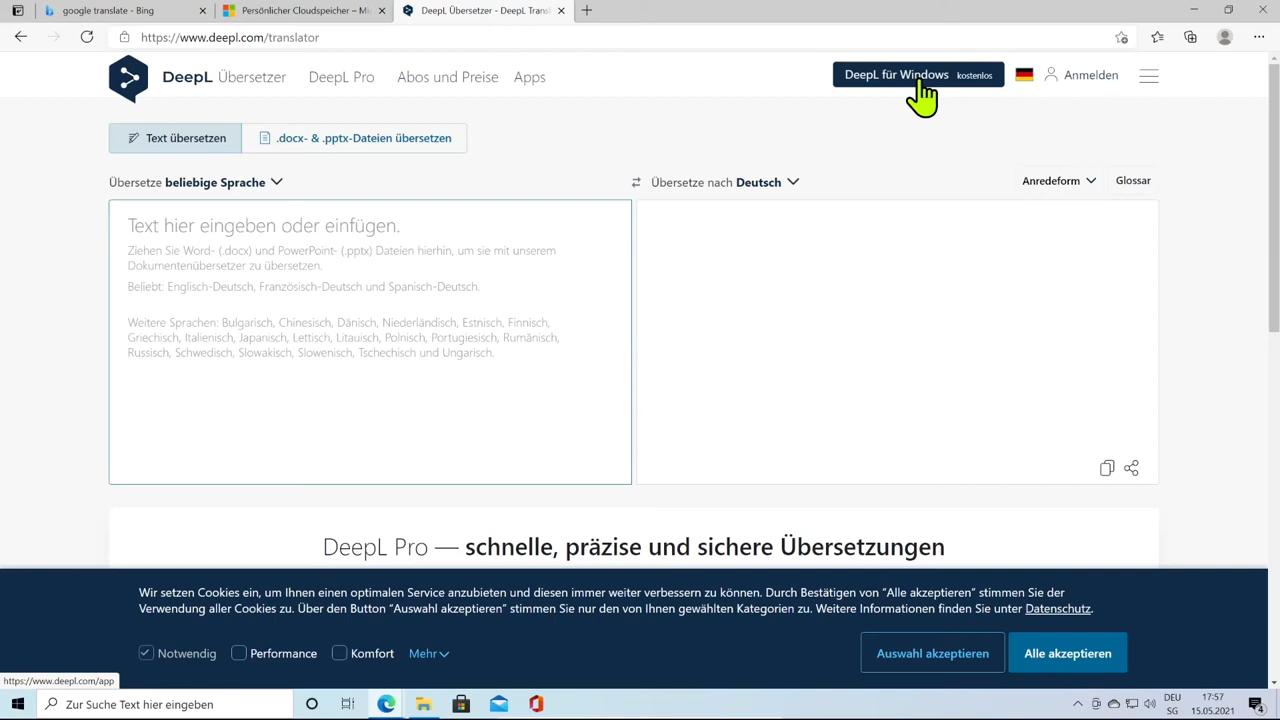 google translate - Bing
Persönlicher Cloudspeicher – Mi
DeepL Übersetzer - DeepL Transl
https://www.deepl.com/translator
DeepL Übersetzer
DeepL Pro
Abos und Preise
Apps
DeepL für Windows kostenlos
Anmelden
Text übersetzen
.docx- & .pptx-Dateien übersetzen
Übersetze beliebige Sprache
Übersetze nach Deutsch
Anredeform
Glossar
Text hier eingeben oder einfügen.
Ziehen Sie Word- (.docx) und PowerPoint- (.pptx) Dateien hierhin, um sie mit unserem
Dokumentenübersetzer zu übersetzen.
Beliebt: Englisch-Deutsch, Französisch-Deutsch und Spanisch-Deutsch.
Weitere Sprachen: Bulgarisch, Chinesisch, Dänisch, Niederländisch, Estnisch, Finnisch,
Griechisch, Italienisch, Japanisch, Lettisch, Litauisch, Polnisch, Portugiesisch, Rumänisch,
Russisch, Schwedisch, Slowakisch, Slowenisch, Tschechisch und Ungarisch.
DeepL Pro — schnelle, präzise und sichere Übersetzungen
Wir setzen Cookies ein, um Ihnen einen optimalen Service anzubieten und diesen immer weiter verbessern zu können. Durch Bestätigen von “Alle akzeptieren” stimmen Sie der
Verwendung aller Cookies zu. Über den Button “Auswahl akzeptieren” stimmen Sie nur den von Ihnen gewählten Kategorien zu. Weitere Informationen finden Sie unter Datenschutz.
Notwendig
Performance
Komfort
Mehr
Auswahl akzeptieren
Alle akzeptieren
https://www.deepl.com/app
Zur Suche Text hier eingeben
DEU
SG
17:57
15.05.2021
4